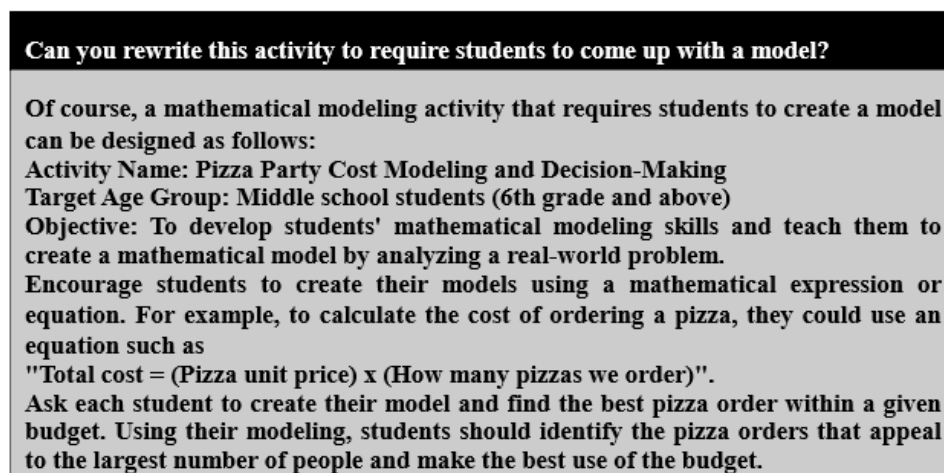 Can you rewrite this activity to require students to come up with a model?
Of course, a mathematical modeling activity that requires students to create a model
can be designed as follows:
Activity Name: Pizza Party Cost Modeling and Decision-Making
Target Age Group: Middle school students (6th grade and above)
Objective: To develop students' mathematical modeling skills and teach them to
create a mathematical model by analyzing a real-world problem.
Encourage students to create their models using a mathematical expression or
equation. For example, to calculate the cost of ordering a pizza, they could use an
equation such as
"Total cost = (Pizza unit price) x (How many pizzas we order)".
Ask each student to create their model and find the best pizza order within a given
budget. Using their modeling, students should identify the pizza orders that appeal
to the largest number of people and make the best use of the budget.